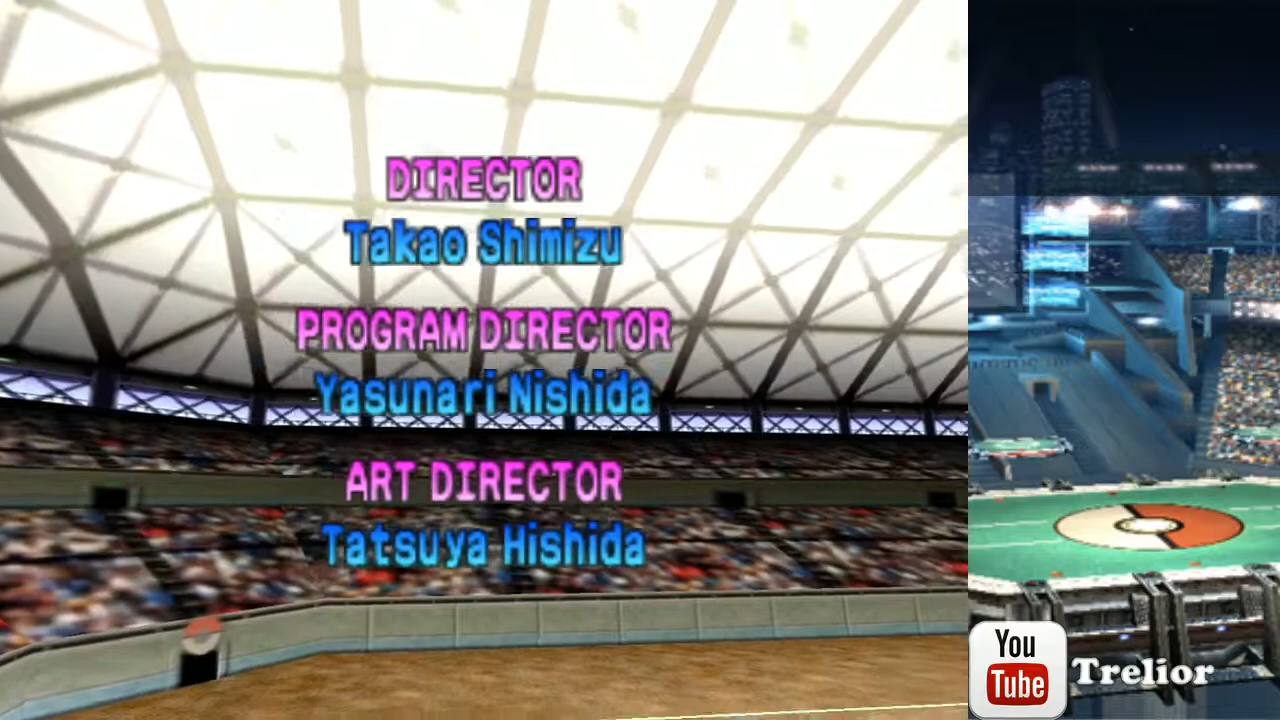 DIRECTOR
Takao Shimizu
PROGRAM DIRECTOR
Yasunari Nishida
ART DIRECTOR
Tatsuya Hishida
You
Tube
Trelior